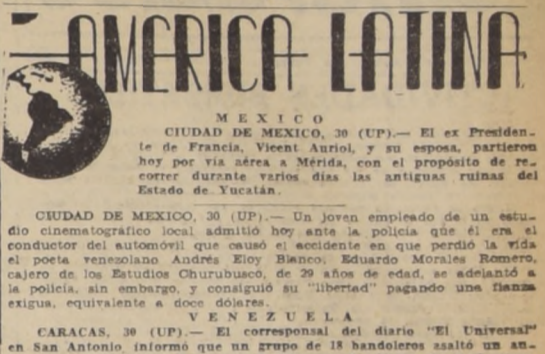 AMERICA LATINA
MEXICO
CIUDAD DE MEXICO, 30 (UP).— El ex Presiden-
te de Francia, Vicent Auriol, y su esposa, partieron
hoy por vía aérea a Mérida, con el propósito de re-
correr durante varios días las antiguas ruinas del
Estado de Yucatán.
CIUDAD DE MEXICO, 30 (UP).— Un joven empleado de un estu-
dio cinematográfico local admitió hoy ante la policía que él era el
conductor del automóvil que causó el accidente en que perdió la vida
el poeta venezolano Andrés Eloy Blanco. Eduardo Morales Romero,
cajero de los Estudios Churubusco, de 29 años de edad, se adelantó a
la policía, sin embargo, y consiguió su "libertad" pagando una fianza
exigua, equivalente a doce dólares.
VENEZUELA
CARACAS, 30 (UP).— El corresponsal del diario "El Universal"
en San Antonio informó que un grupo de 18 bandoleros asaltó un au-